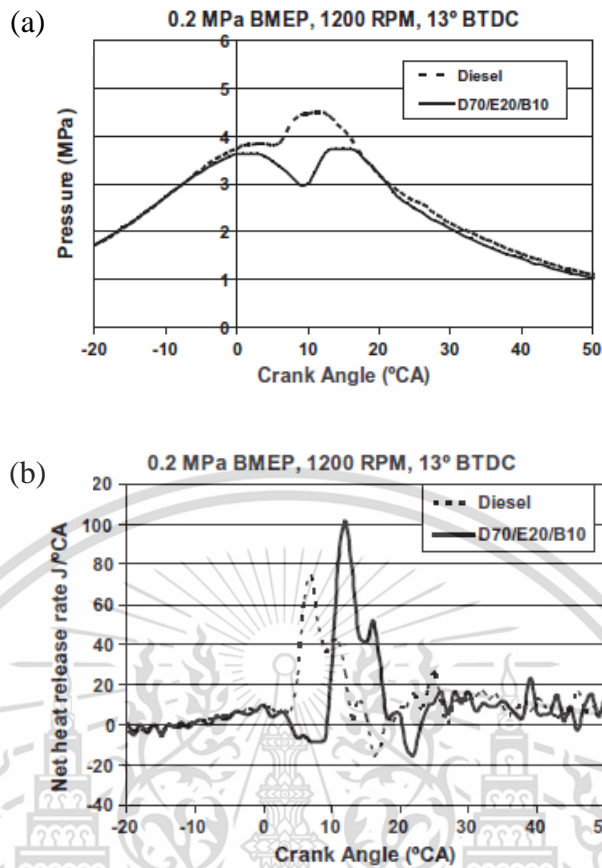 (a)
0.2 MPa BMEP, 1200 RPM, 13º BTDC
Pressure (MPa)
6
5
4
3
2
1
0
Diesel
D70/E20/B10
-20 -10 0 10 20 30 40 50
Crank Angle (ºCA)
(b)
0.2 MPa BMEP, 1200 RPM, 13º BTDC
Net heat release rate J/ºCA
20
100
80
60
40
20
0
-20
-40
Diesel
D70/E20/B10
-20 -10 0 10 20 30 40 50
Crank Angle (ºCA)